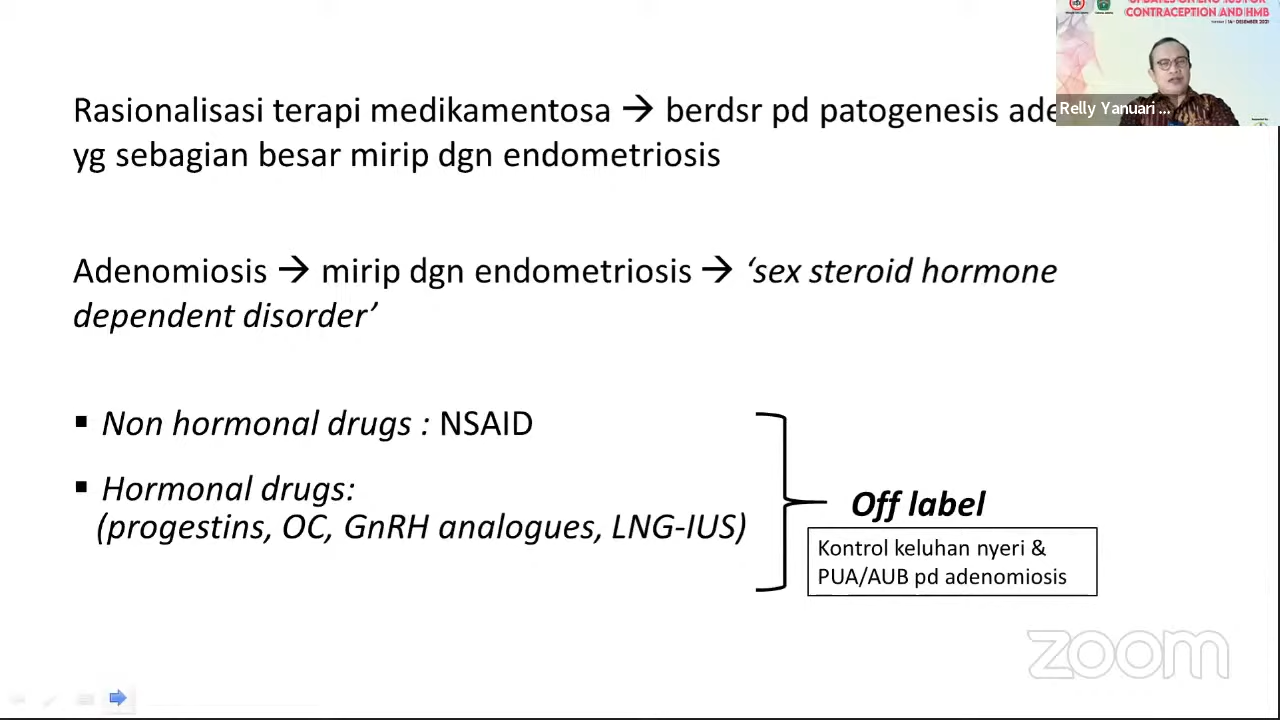 CONTRACEPTION AND HMB
Relly Yanuari ...
Rasionalisasi terapi medikamentosa → berdsr pd patogenesis
yg sebagian besar mirip dgn endometriosis
Adenomiosis → mirip dgn endometriosis → ‘sex steroid hormone
dependent disorder’
▪ Non hormonal drugs : NSAID
▪ Hormonal drugs:
(progestins, OC, GnRH analogues, LNG-IUS)
Off label
Kontrol keluhan nyeri &
PUA/AUB pd adenomiosis
zoom